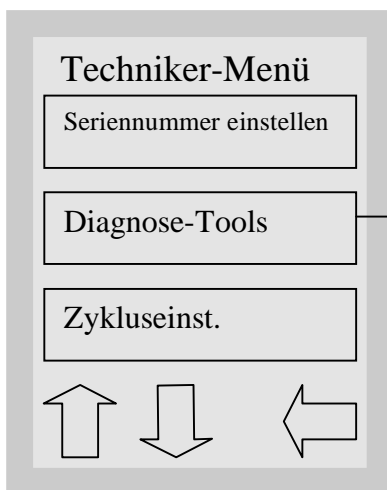 Techniker-Menü
Seriennummer einstellen
Diagnose-Tools
Zykluseinst.